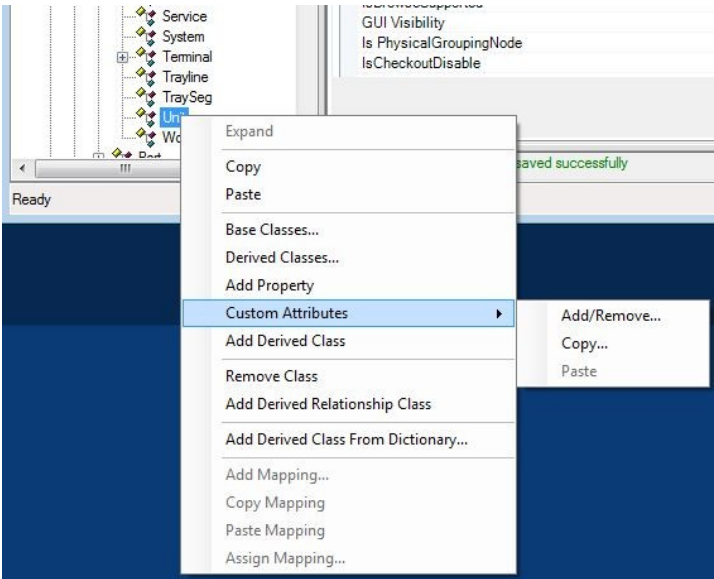 Service
System
Terminal
Trayline
TraySeg
Unit
IsBrowseSupported
GUI Visibility
Is PhysicalGroupingNode
IsCheckoutDisable
saved successfully
Ready
Expand
Copy
Paste
Base Classes...
Derived Classes...
Add Property
Custom Attributes
Add Derived Class
Remove Class
Add Derived Relationship Class
Add Derived Class From Dictionary...
Add Mapping...
Copy Mapping
Paste Mapping
Assign Mapping...
Add/Remove...
Copy...
Paste